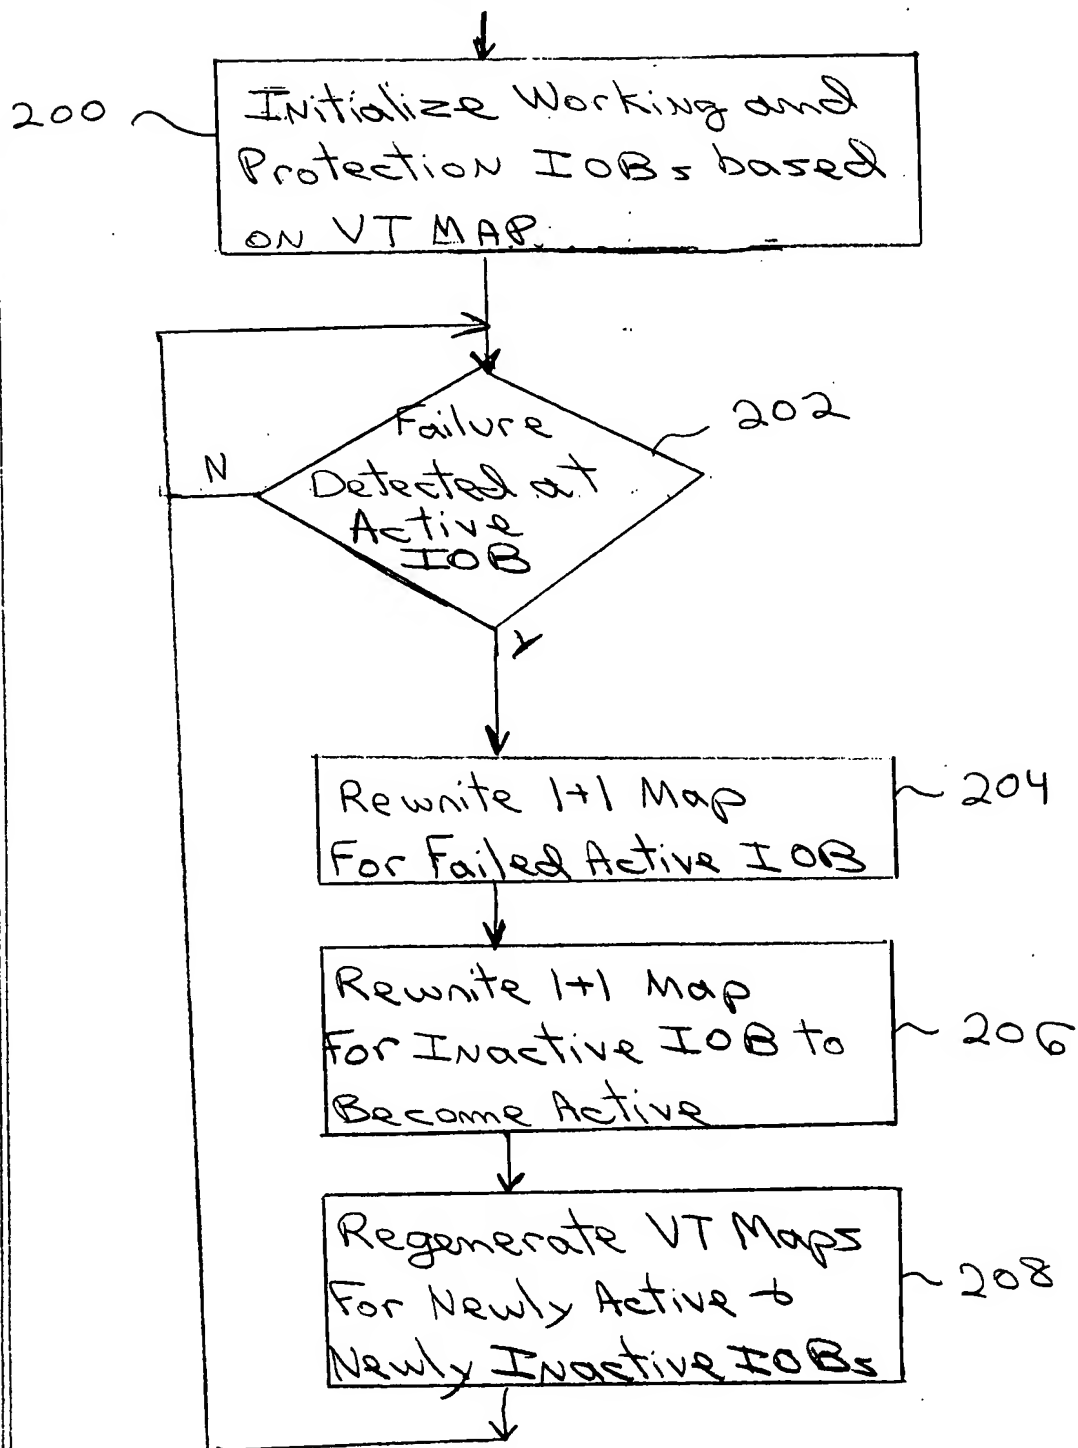 200
Initialize Working and
Protection IOBs based
on VT MAP.
202
Failure
Detected at
Active
IOB
N
Y
204
Rewrite 1+1 Map
For Failed Active IOB
206
Rewrite 1+1 Map
For Inactive IOB to
Become Active
208
Regenerate VT Maps
For Newly Active &
Newly Inactive IOBs